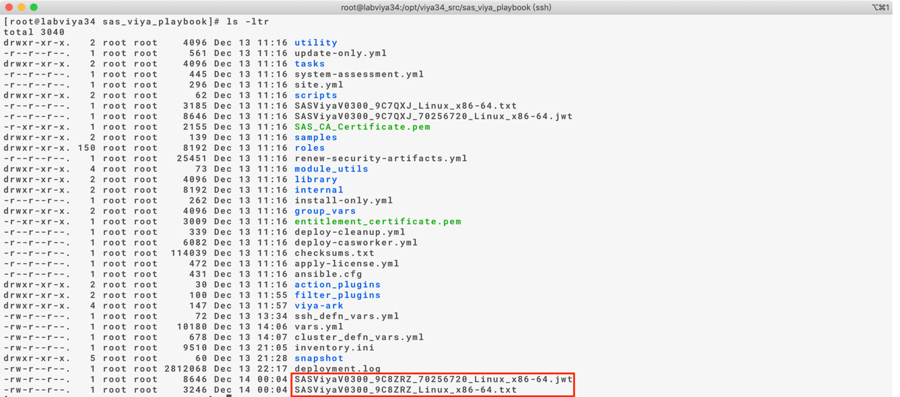 root@labviya34:/opt/viya34_src/sas_viya_playbook (ssh) ⌥⌘1
[root@labviya34 sas_viya_playbook]# ls -ltr
total 3040
drwxr-xr-x. 2 root root 4096 Dec 13 11:16 utility
-r--r--r--. 1 root root 561 Dec 13 11:16 update-only.yml
drwxr-xr-x. 2 root root 4096 Dec 13 11:16 tasks
-r--r--r--. 1 root root 445 Dec 13 11:16 system-assessment.yml
-r--r--r--. 1 root root 296 Dec 13 11:16 site.yml
drwxr-xr-x. 2 root root 62 Dec 13 11:16 scripts
-r--r--r--. 1 root root 3185 Dec 13 11:16 SASViyaV0300_9C7QXJ_Linux_x86-64.txt
-r--r--r--. 1 root root 8646 Dec 13 11:16 SASViyaV0300_9C7QXJ_70256720_Linux_x86-64.jwt
-r-xr-xr-x. 1 root root 2155 Dec 13 11:16 SAS_CA_Certificate.pem
drwxr-xr-x. 2 root root 139 Dec 13 11:16 samples
drwxr-xr-x. 150 root root 8192 Dec 13 11:16 roles
-r--r--r--. 1 root root 25451 Dec 13 11:16 renew-security-artifacts.yml
drwxr-xr-x. 4 root root 73 Dec 13 11:16 module_utils
drwxr-xr-x. 2 root root 4096 Dec 13 11:16 library
drwxr-xr-x. 2 root root 8192 Dec 13 11:16 internal
-r--r--r--. 1 root root 262 Dec 13 11:16 install-only.yml
drwxr-xr-x. 2 root root 4096 Dec 13 11:16 group_vars
-r-xr-xr-x. 1 root root 3009 Dec 13 11:16 entitlement_certificate.pem
-r--r--r--. 1 root root 339 Dec 13 11:16 deploy-cleanup.yml
-r--r--r--. 1 root root 6082 Dec 13 11:16 deploy-casworker.yml
-r--r--r--. 1 root root 114039 Dec 13 11:16 checksums.txt
-r--r--r--. 1 root root 472 Dec 13 11:16 apply-license.yml
-r--r--r--. 1 root root 431 Dec 13 11:16 ansible.cfg
drwxr-xr-x. 2 root root 30 Dec 13 11:16 action_plugins
drwxr-xr-x. 2 root root 100 Dec 13 11:55 filter_plugins
drwxr-xr-x. 4 root root 147 Dec 13 11:57 viya-ark
-rw-r--r--. 1 root root 72 Dec 13 13:34 ssh_defn_vars.yml
-rw-r--r--. 1 root root 10180 Dec 13 14:06 vars.yml
-rw-r--r--. 1 root root 678 Dec 13 14:07 cluster_defn_vars.yml
-rw-r--r--. 1 root root 9510 Dec 13 21:05 inventory.ini
drwxr-xr-x. 5 root root 60 Dec 13 21:28 snapshot
-rw-r--r--. 1 root root 2812068 Dec 13 22:17 deployment.log
-rw-r--r--. 1 root root 8646 Dec 14 00:04 SASViyaV0300_9C8ZRZ_70256720_Linux_x86-64.jwt
-rw-r--r--. 1 root root 3246 Dec 14 00:04 SASViyaV0300_9C8ZRZ_Linux_x86-64.txt